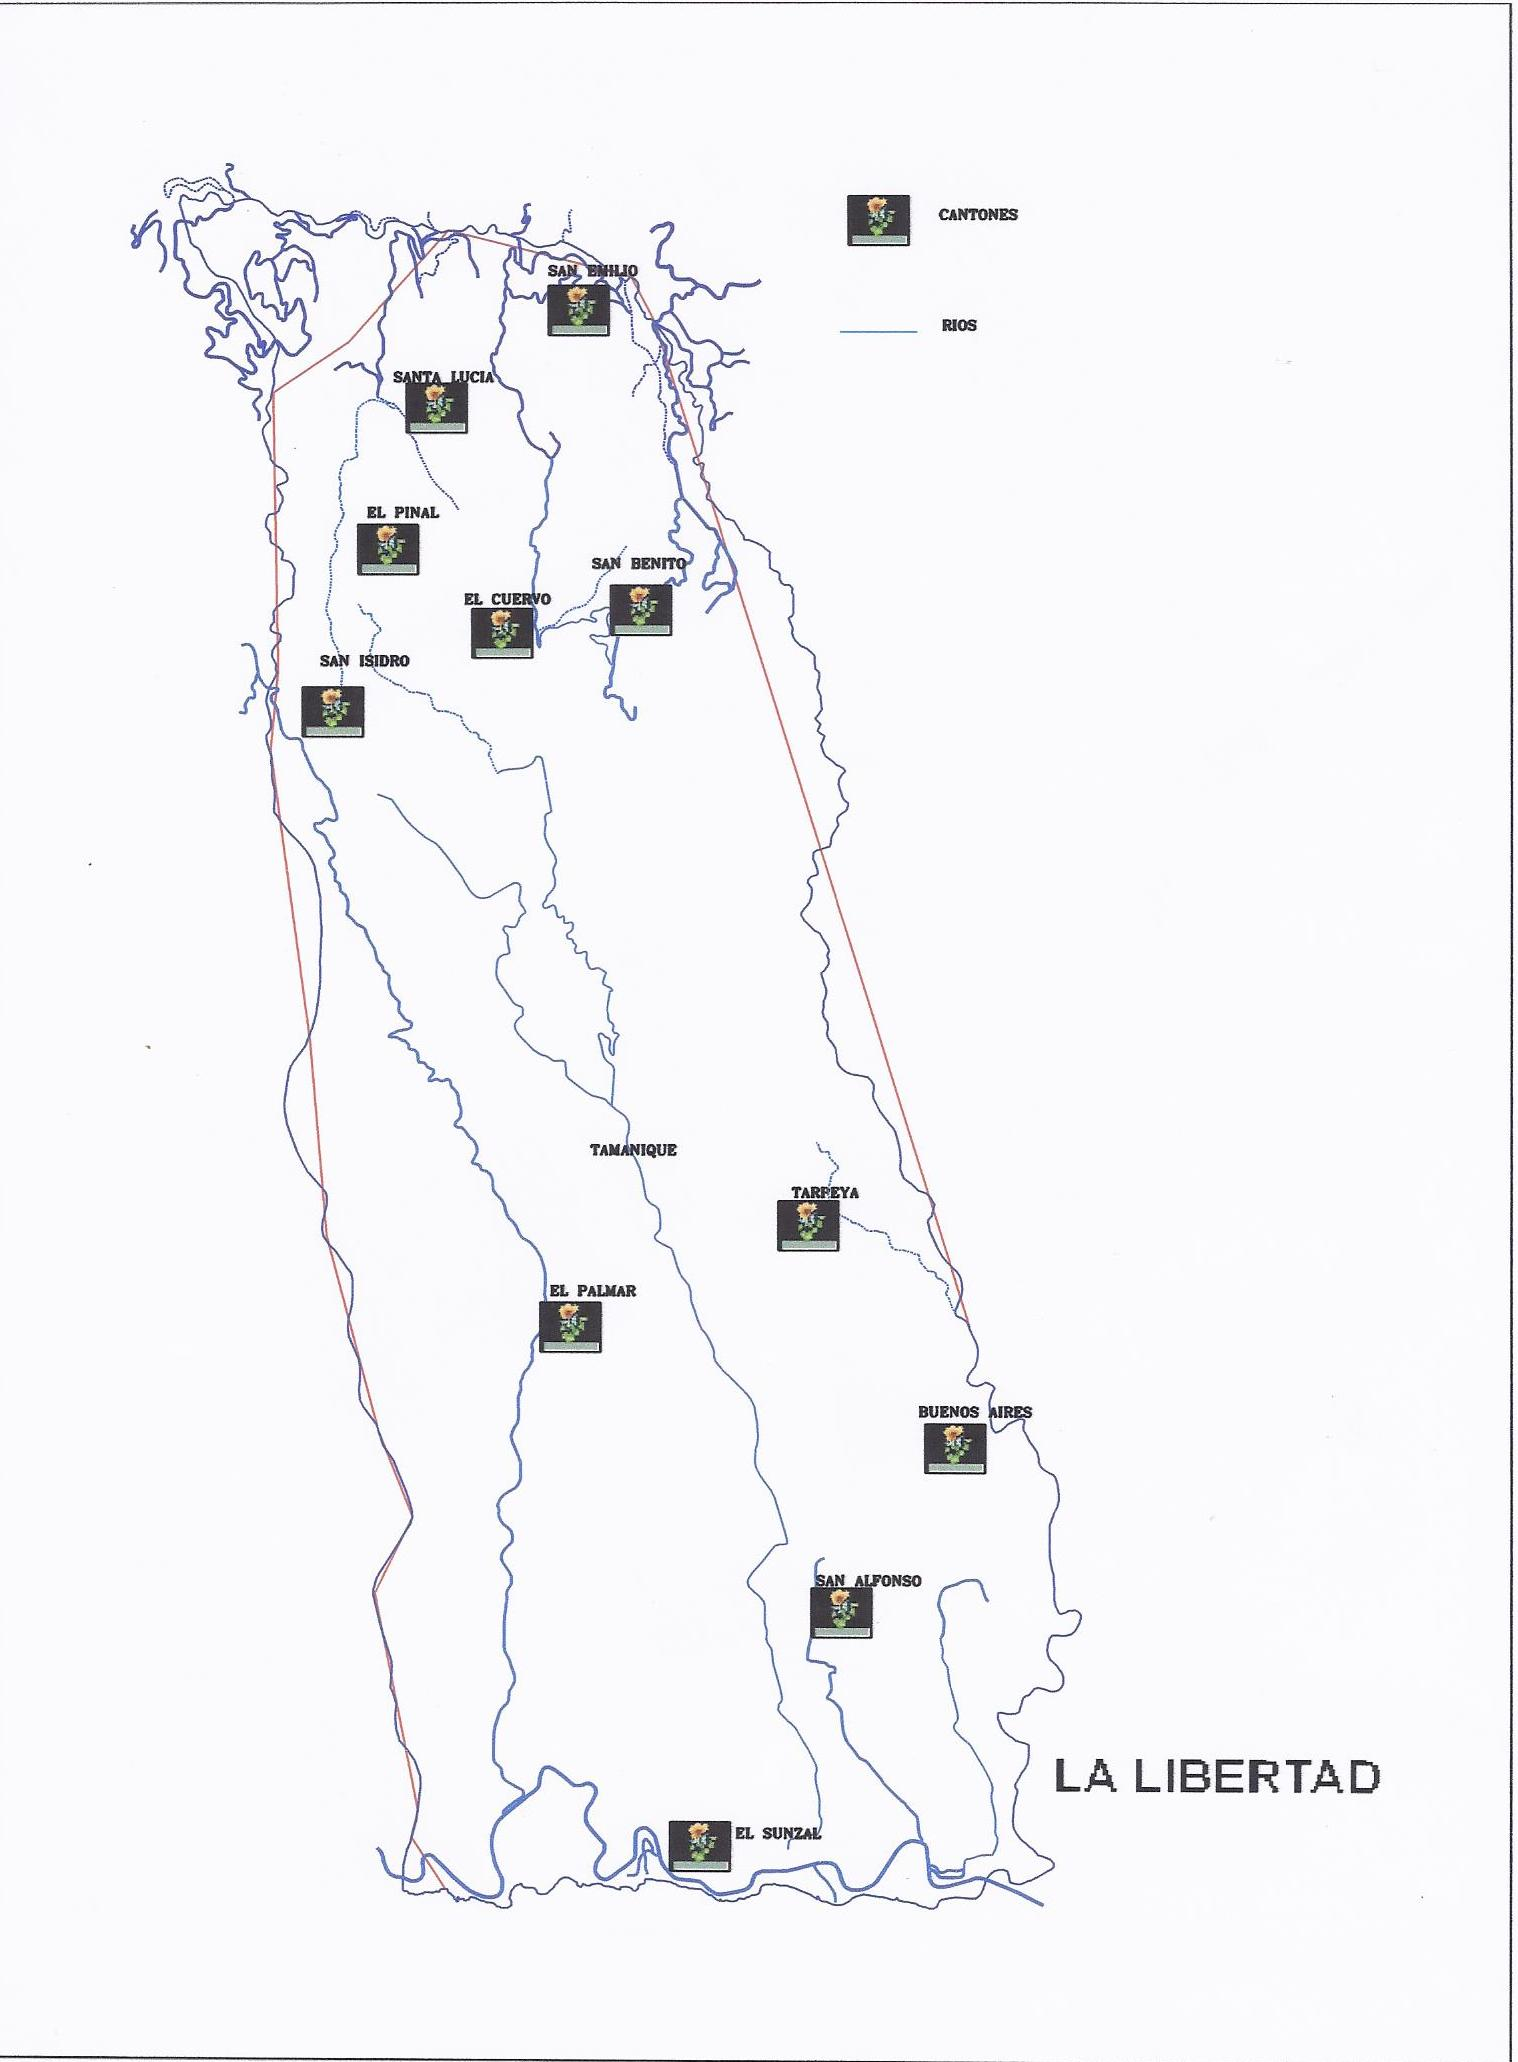 CANTONES
SAN EMILIO
RIOS
SANTA LUCIA
EL PINAL
SAN BENITO
EL CUERVO
SAN ISIDRO
TAMANIQUE
TARPEYA
EL PALMAR
BUENOS AIRES
SAN ALFONSO
LA LIBERTAD
EL SUNZAL